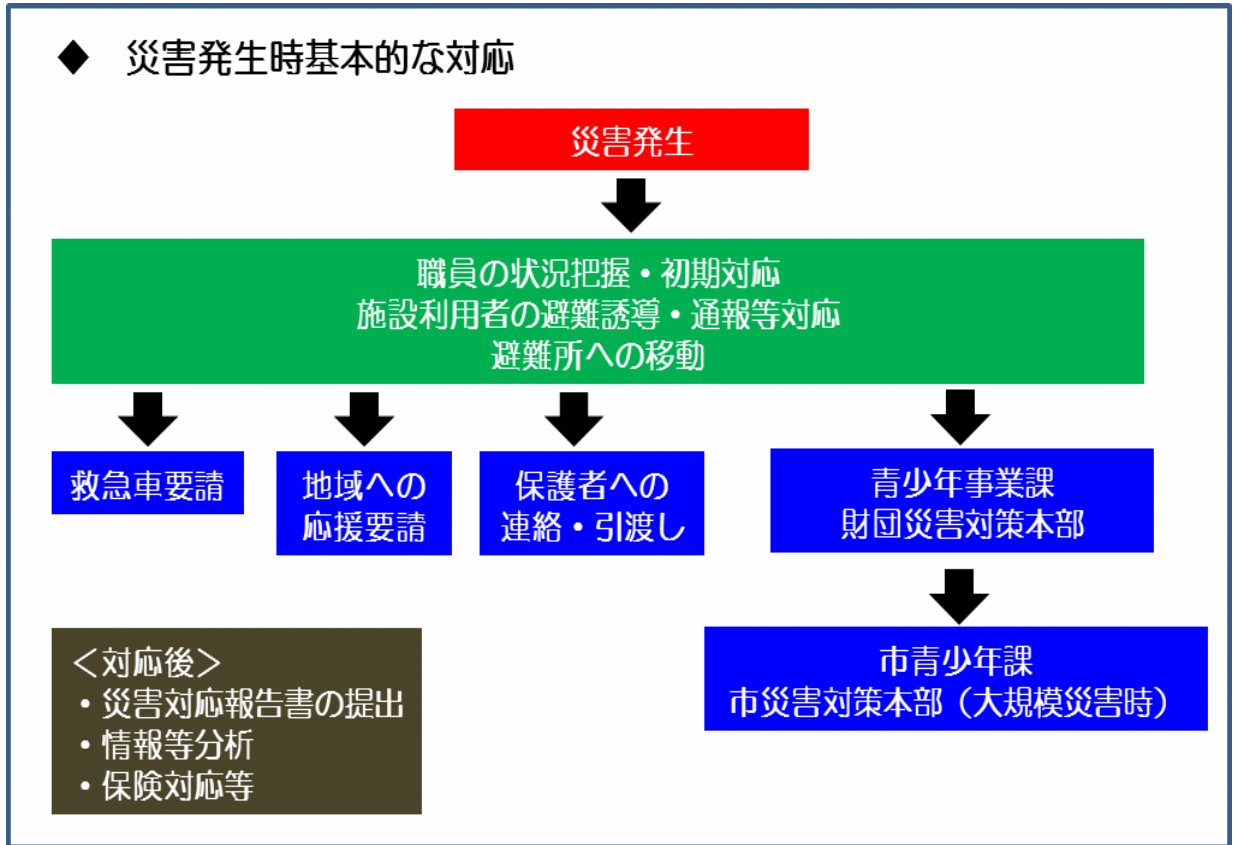 ◆ 災害発生時基本的な対応
災害発生
職員の状況把握・初期対応
施設利用者の避難誘導・通報等対応
避難所への移動
救急車要請
地域への
応援要請
保護者への
連絡・引渡し
青少年事業課
財団災害対策本部
市青少年課
市災害対策本部（大規模災害時）
＜対応後＞
・災害対応報告書の提出
・情報等分析
・保険対応等